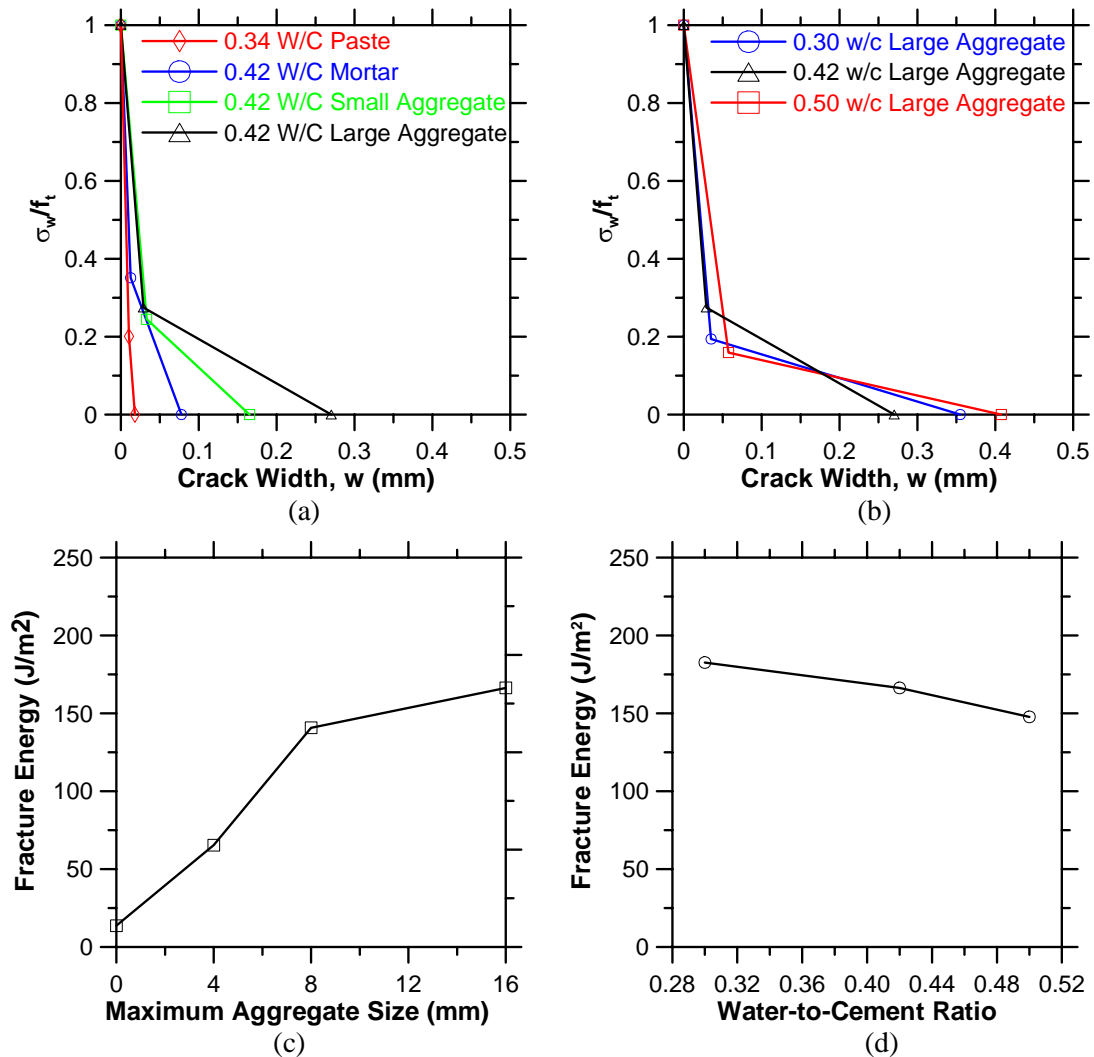 1
0.8
0.6
0.4
0.2
0
σw/ft
0.34 W/C Paste
0.42 W/C Mortar
0.42 W/C Small Aggregate
0.42 W/C Large Aggregate
0 0.1 0.2 0.3 0.4 0.5
Crack Width, w (mm)
(a)
1
0.8
0.6
0.4
0.2
0
σw/ft
0.30 w/c Large Aggregate
0.42 w/c Large Aggregate
0.50 w/c Large Aggregate
0 0.1 0.2 0.3 0.4 0.5
Crack Width, w (mm)
(b)
250
200
150
100
50
0
Fracture Energy (J/m2)
0 4 8 12 16
Maximum Aggregate Size (mm)
(c)
250
200
150
100
50
0
Fracture Energy (J/m²)
0.28 0.32 0.36 0.40 0.44 0.48 0.52
Water-to-Cement Ratio
(d)